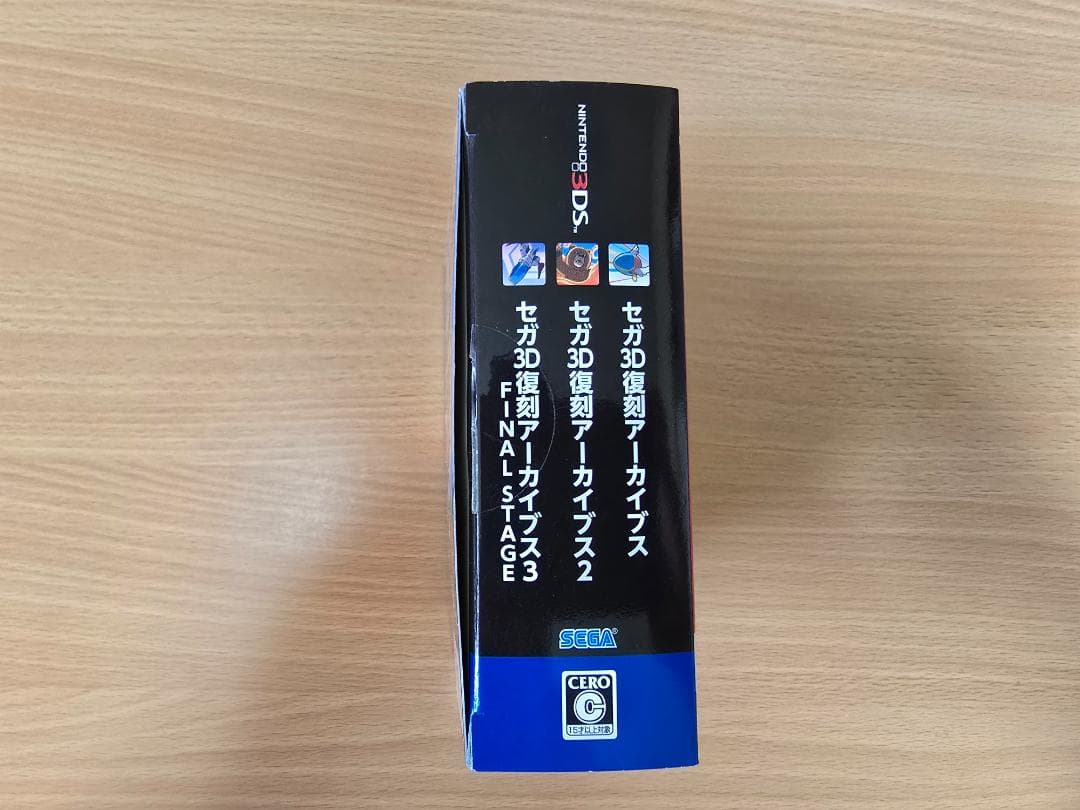 NINTENDO 3DS™
セガ3D復刻アーカイブス
セガ3D復刻アーカイブス2
セガ3D復刻アーカイブス3
FINAL STAGE
SEGA®
CERO
C
15才以上対象